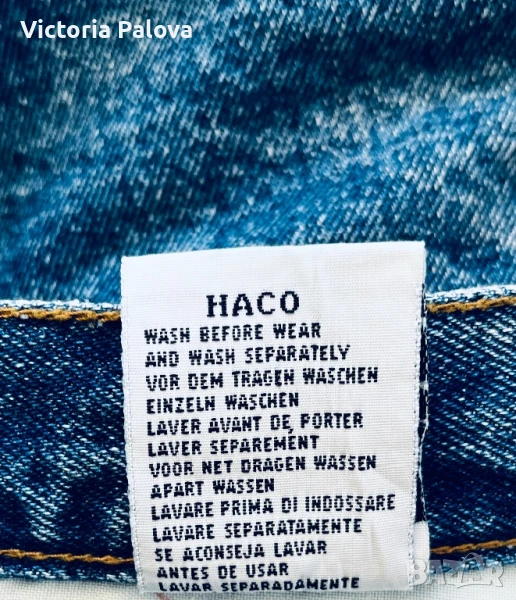 Victoria Palova
HACO
WASH BEFORE WEAR
AND WASH SEPARATELY
VOR DEM TRAGEN WASCHEN
EINZELN WASCHEN
LAVER AVANT DE PORTER
LAVER SEPAREMÉNT
VOOR NET DRAGEN WASSEN
APART WASSEN
LAVARE PRIMA DI INDOSSARE
LAVARE SEPARATAMENTE
SE ACONSEJA LAVAR
ANTES DE USAR
LAVAR SEPARADAMENTE
BAZAR